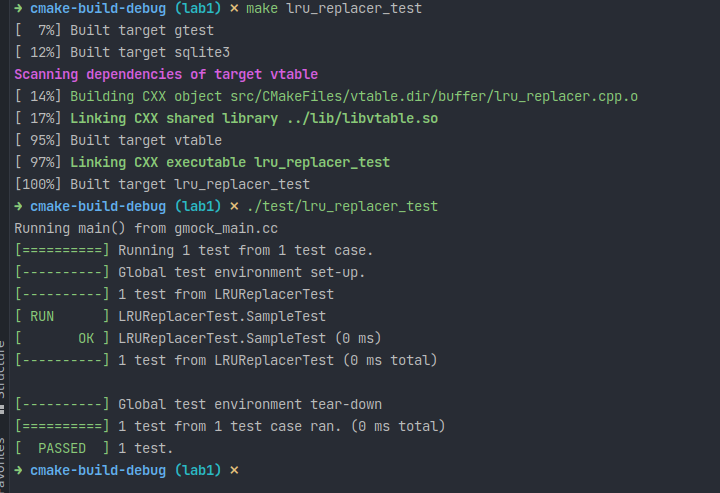 ➜ cmake-build-debug (lab1) ✗ make lru_replacer_test
[  7%] Built target gtest
[ 12%] Built target sqlite3
Scanning dependencies of target vtable
[ 14%] Building CXX object src/CMakeFiles/vtable.dir/buffer/lru_replacer.cpp.o
[ 17%] Linking CXX shared library ../lib/libvtable.so
[ 95%] Built target vtable
[ 97%] Linking CXX executable lru_replacer_test
[100%] Built target lru_replacer_test
➜ cmake-build-debug (lab1) ✗ ./test/lru_replacer_test
Running main() from gmock_main.cc
[==========] Running 1 test from 1 test case.
[----------] Global test environment set-up.
[----------] 1 test from LRUReplacerTest
[ RUN      ] LRUReplacerTest.SampleTest
[       OK ] LRUReplacerTest.SampleTest (0 ms)
[----------] 1 test from LRUReplacerTest (0 ms total)

[----------] Global test environment tear-down
[==========] 1 test from 1 test case ran. (0 ms total)
[  PASSED  ] 1 test.
➜ cmake-build-debug (lab1) ✗